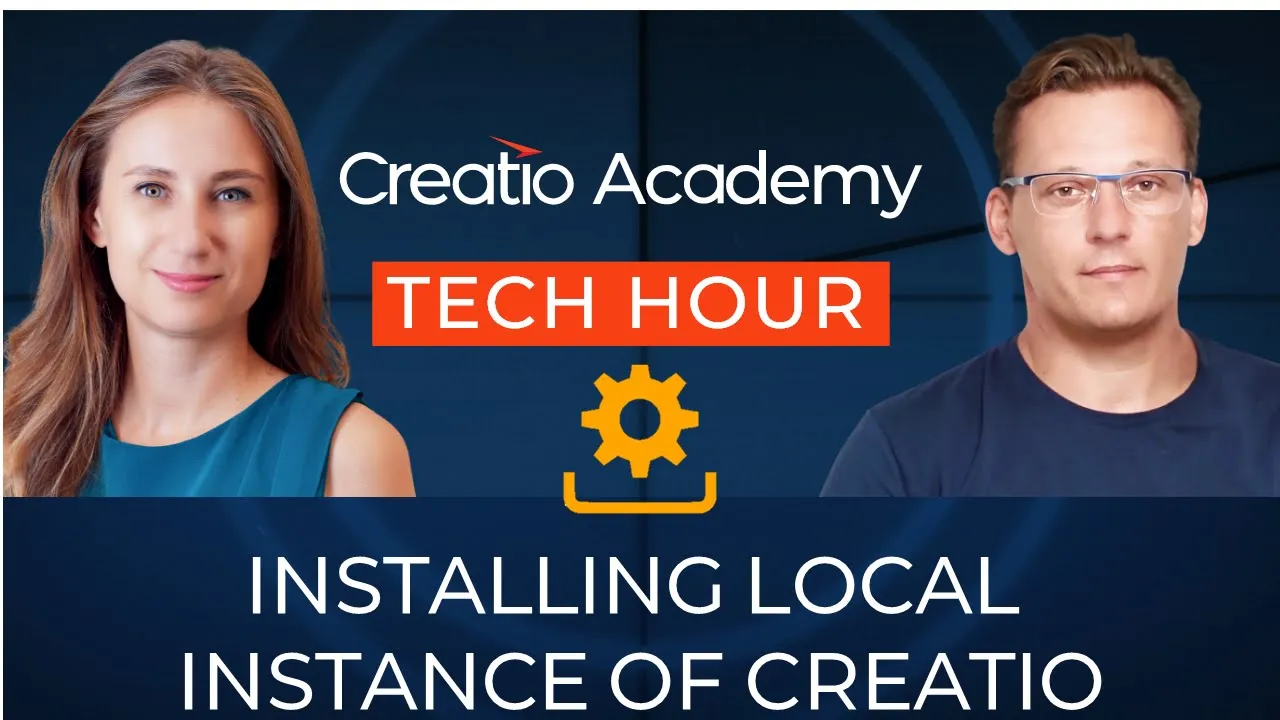 Creatio Academy
TECH HOUR
INSTALLING LOCAL
INSTANCE OF CREATIO